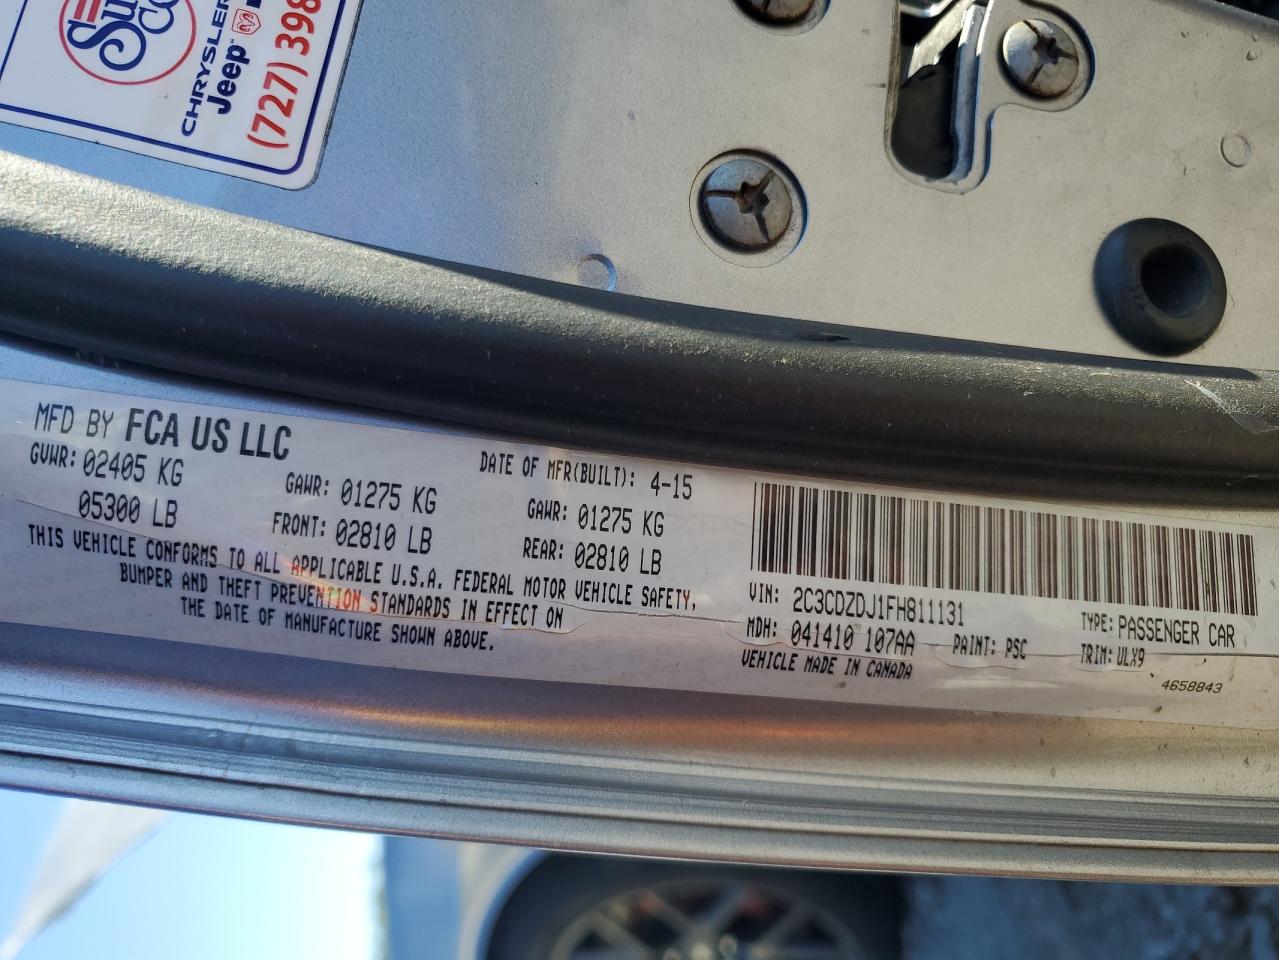 CHRYSLER
Jeep
(727) 398
MFD BY FCA US LLC
GVWR: 02405 KG
05300 LB
GAWR: 01275 KG
FRONT: 02810 LB
DATE OF MFR(BUILT): 4-15
GAWR: 01275 KG
REAR: 02810 LB
THIS VEHICLE CONFORMS TO ALL APPLICABLE U.S.A. FEDERAL MOTOR VEHICLE SAFETY,
BUMPER AND THEFT PREVENTION STANDARDS IN EFFECT ON
THE DATE OF MANUFACTURE SHOWN ABOVE.
VIN: 2C3CDZDJ1FH811131
TYPE: PASSENGER CAR
MDH: 041410 107AA PAINT: PSC TRIM: ULX9
VEHICLE MADE IN CANADA
4658843